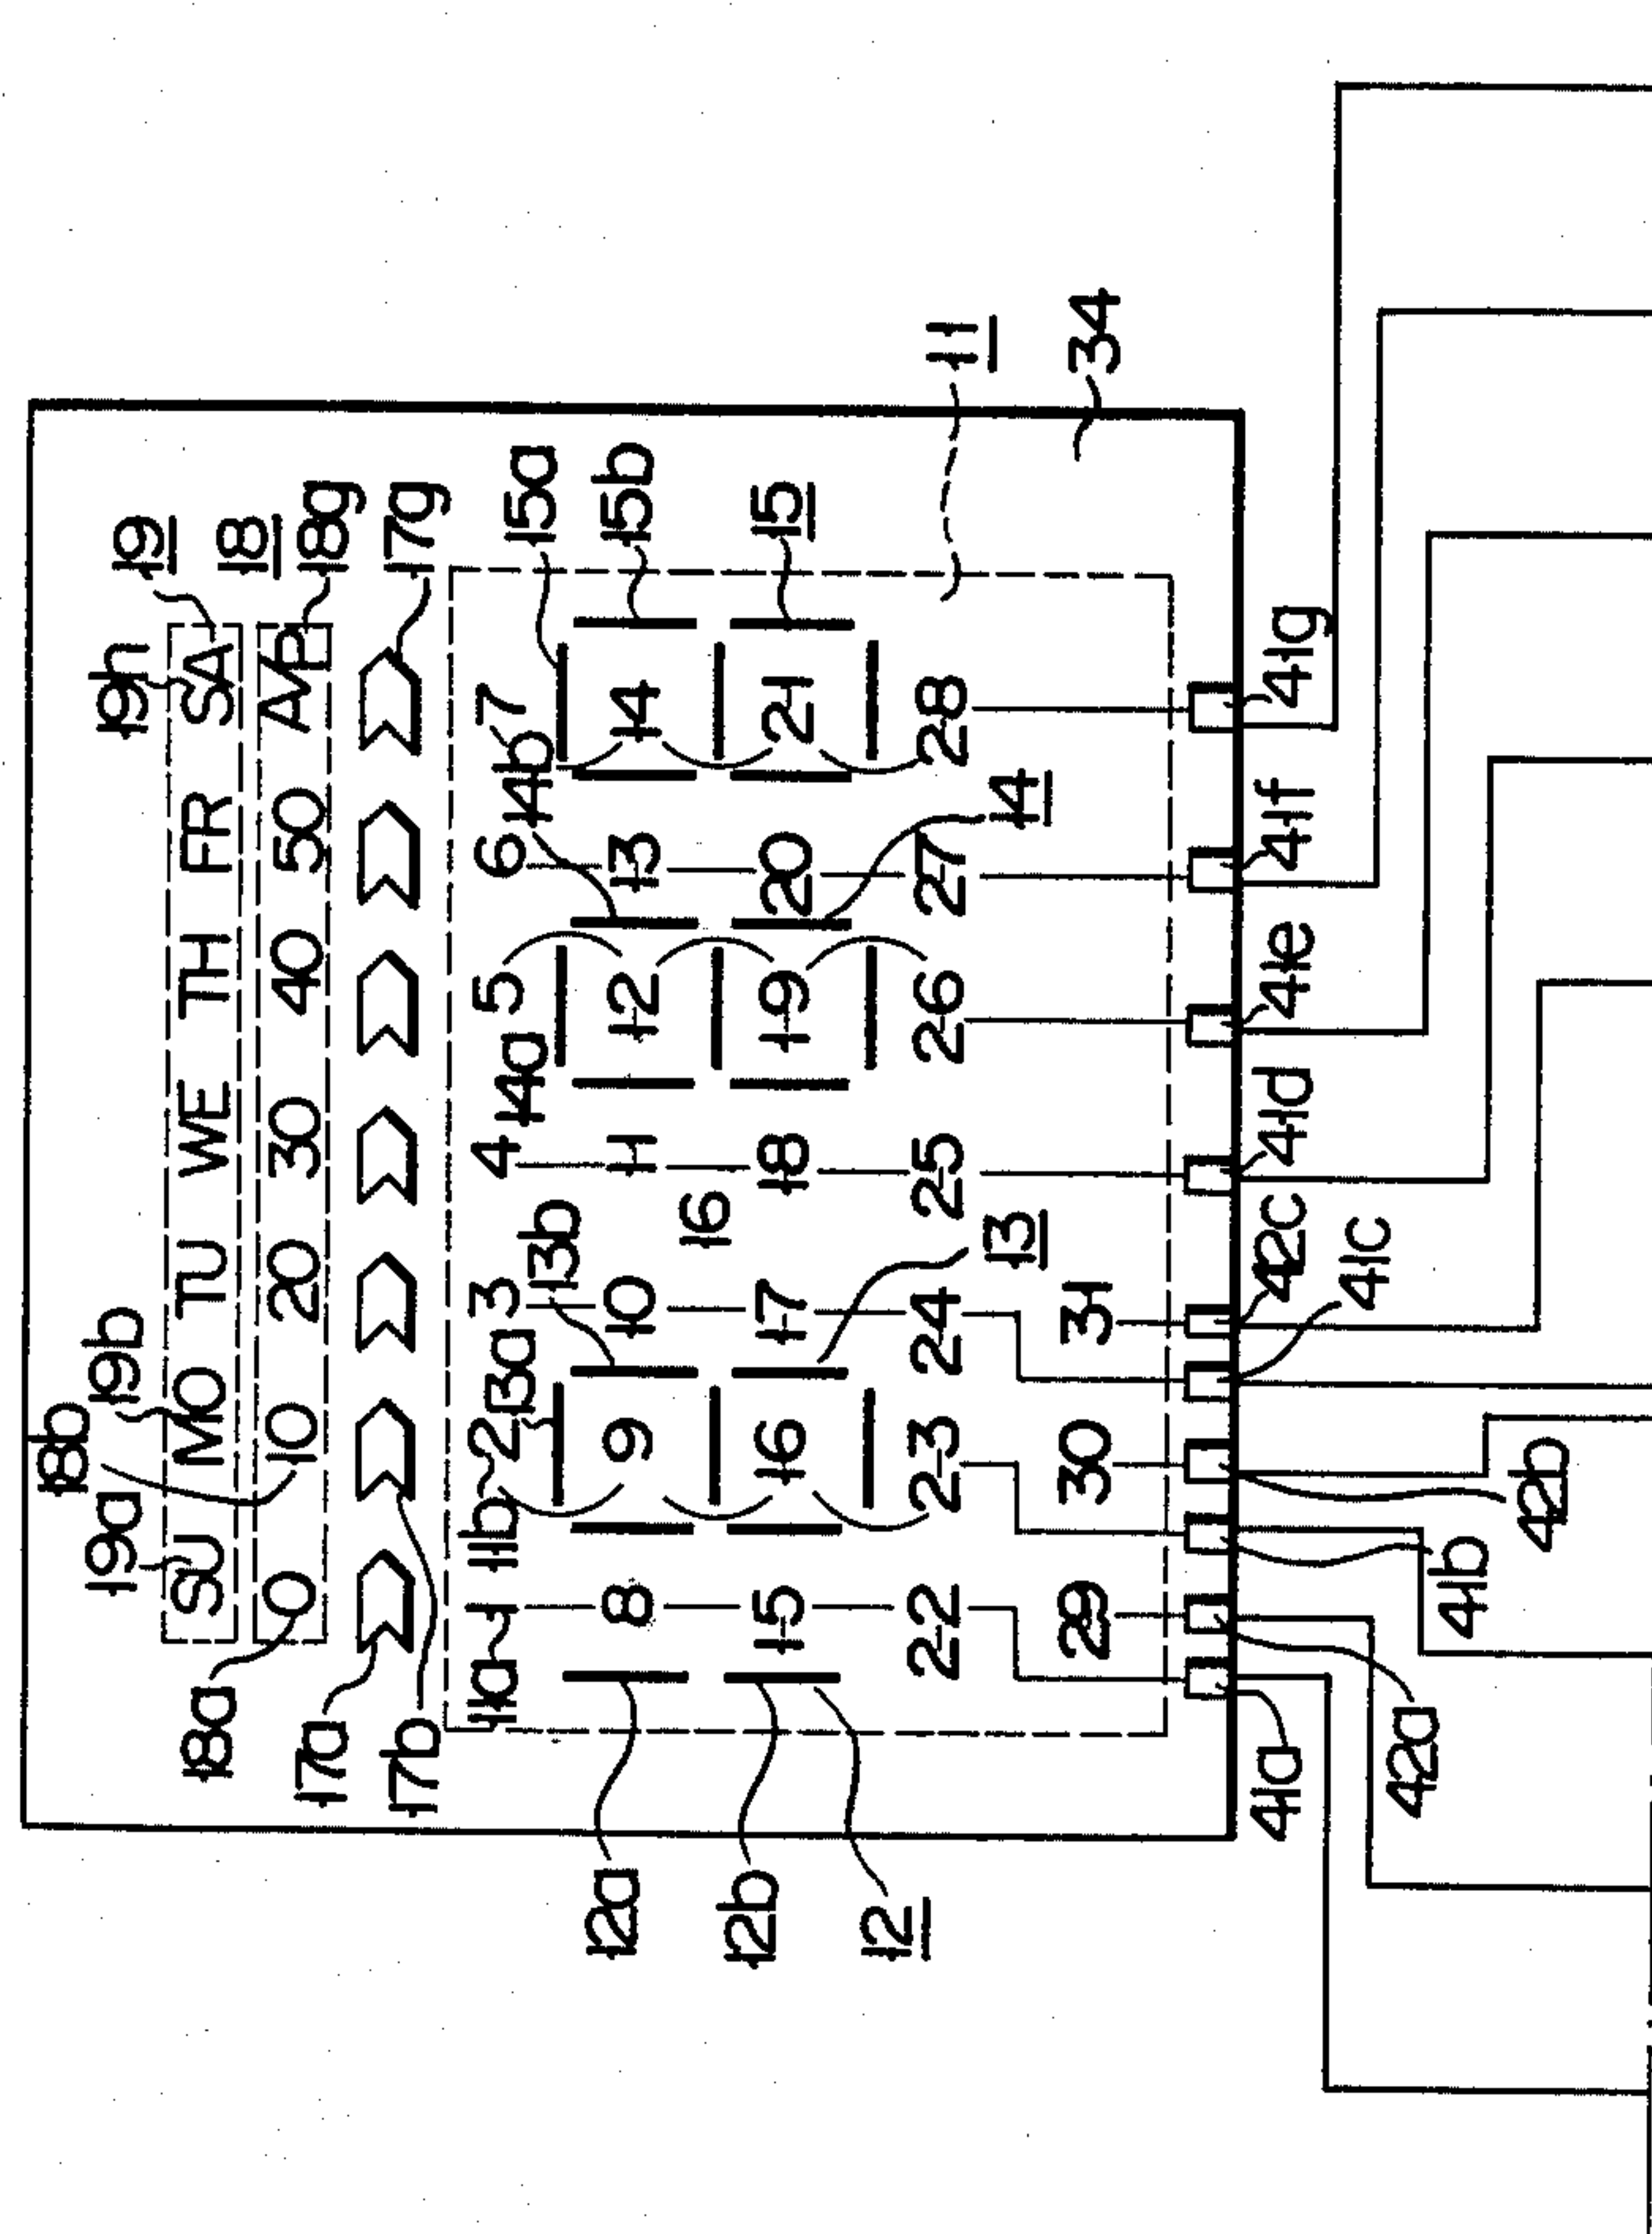 19h 19b 19a 19
SU MO TU WE TH FR SA
18b 18
0 10 20 30 40 50 AVP
18a 18g
17a 17b 17g
11a 11b 13a 13b 14a 14b 15a
1 2 3 4 5 6 7
12a 15b
8 9 10 11 12 13 14
16
12b 15
15 16 17 18 19 20 21
12 11
22 23 24 25 26 27 28
13 14
29 30 31 34
41a 42c 41d 41e 41f 41g
42a 41b 42b 41c